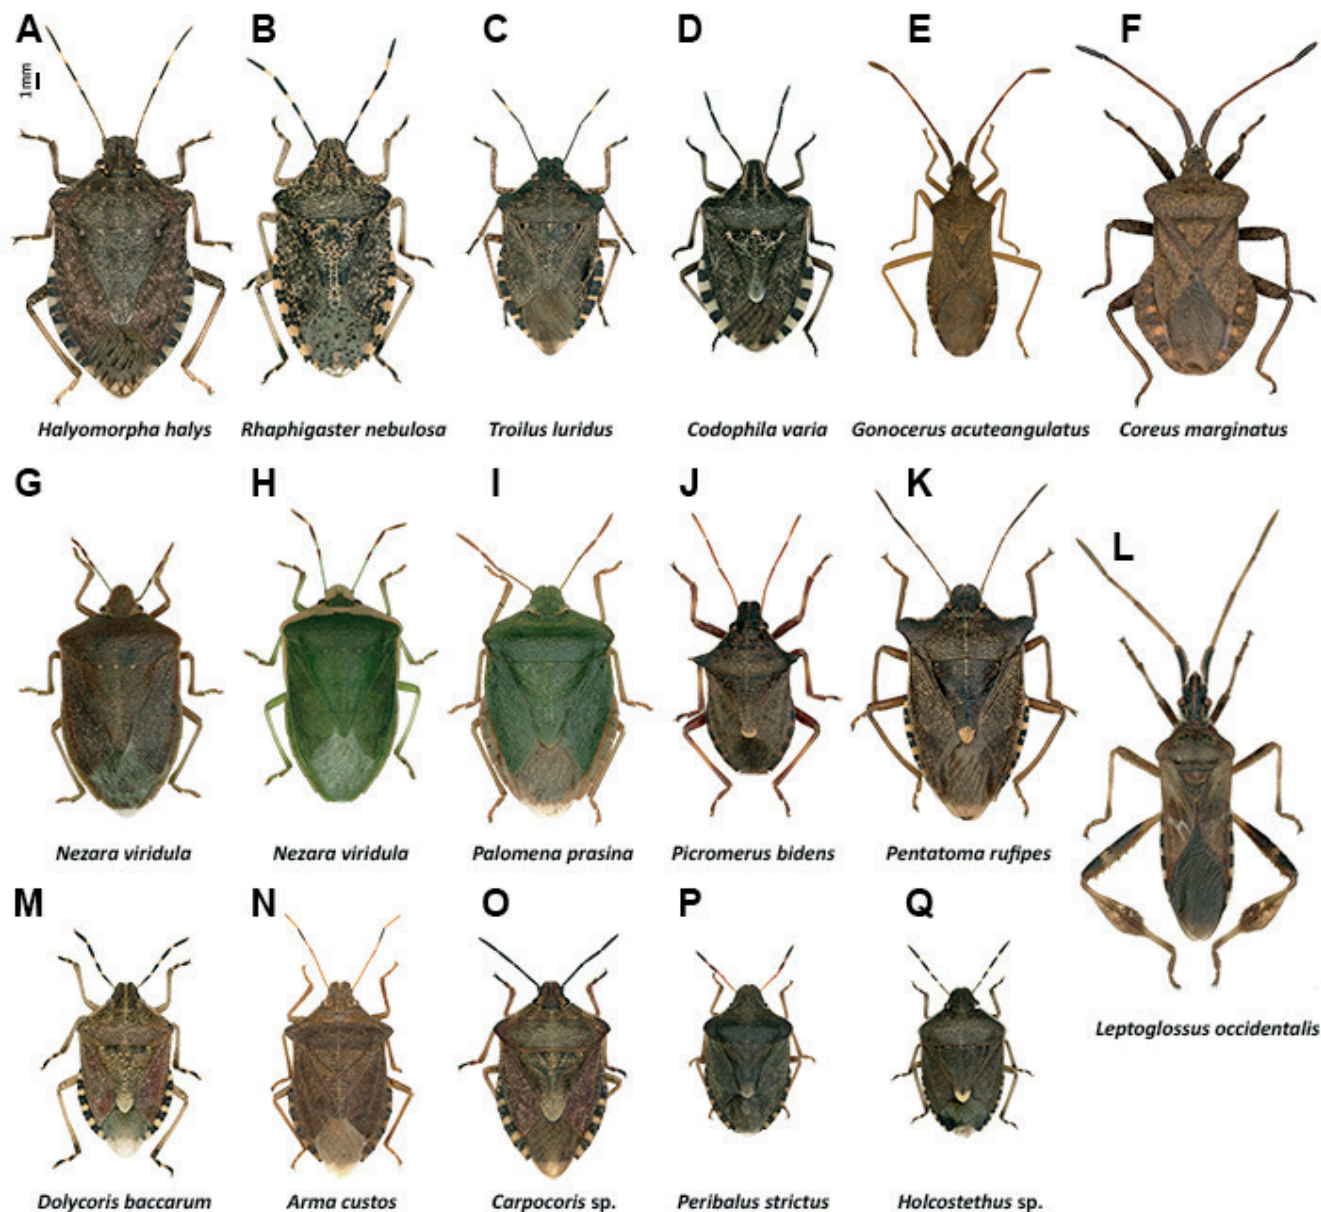 A B C D E F
1mm
Halyomorpha halys Rhaphigaster nebulosa Troilus luridus Codophila varia Gonocerus acuteangulatus Coreus marginatus
G H I J K L
Nezara viridula Nezara viridula Palomena prasina Picromerus bidens Pentatoma rufipes
M N O P Q
Leptoglossus occidentalis
Dolycoris baccarum Arma custos Carpocoris sp. Peribalus strictus Holcostethus sp.